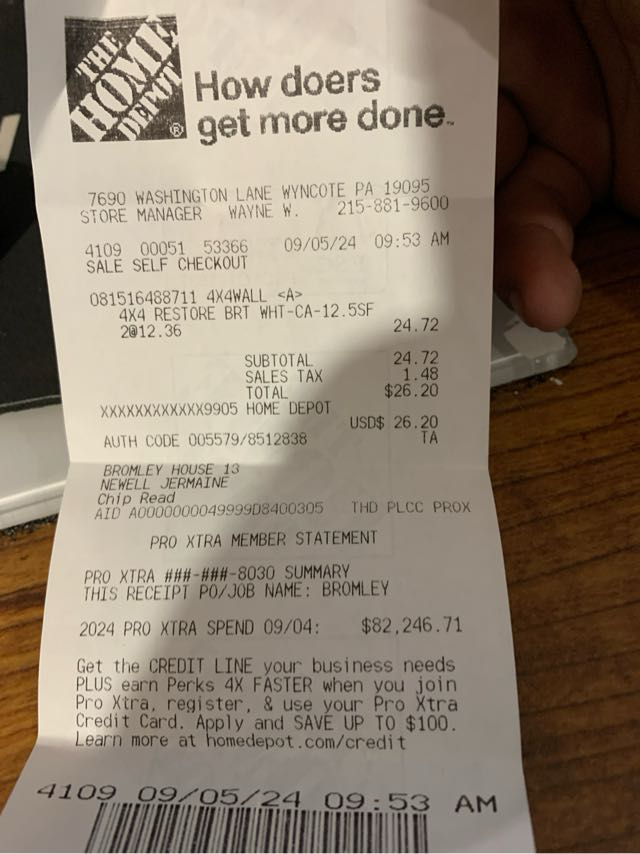 THE
HOME
DEPOT
®
How doers
get more done.™
7690 WASHINGTON LANE WYNCOTE PA 19095
STORE MANAGER WAYNE W. 215-881-9600
4109 00051 53366 09/05/24 09:53 AM
SALE SELF CHECKOUT
081516488711 4X4WALL <A>
4X4 RESTORE BRT WHT-CA-12.5SF
2@12.36 24.72
SUBTOTAL 24.72
SALES TAX 1.48
TOTAL $26.20
XXXXXXXXXXXX9905 HOME DEPOT
USD$ 26.20
AUTH CODE 005579/8512838 TA
BROMLEY HOUSE 13
NEWELL JERMAINE
Chip Read
AID A0000000049999D8400305 THD PLCC PROX
PRO XTRA MEMBER STATEMENT
PRO XTRA ###-###-8030 SUMMARY
THIS RECEIPT PO/JOB NAME: BROMLEY
2024 PRO XTRA SPEND 09/04: $82,246.71
Get the CREDIT LINE your business needs
PLUS earn Perks 4X FASTER when you join
Pro Xtra, register, & use your Pro Xtra
Credit Card. Apply and SAVE UP TO $100.
Learn more at homedepot.com/credit
4109 09/05/24 09:53 AM